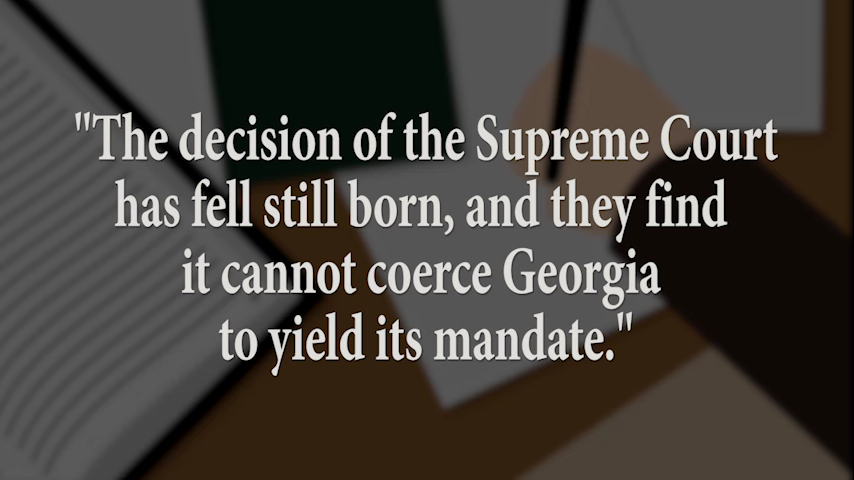 "The decision of the Supreme Court
has fell still born, and they find
it cannot coerce Georgia
to yield its mandate."